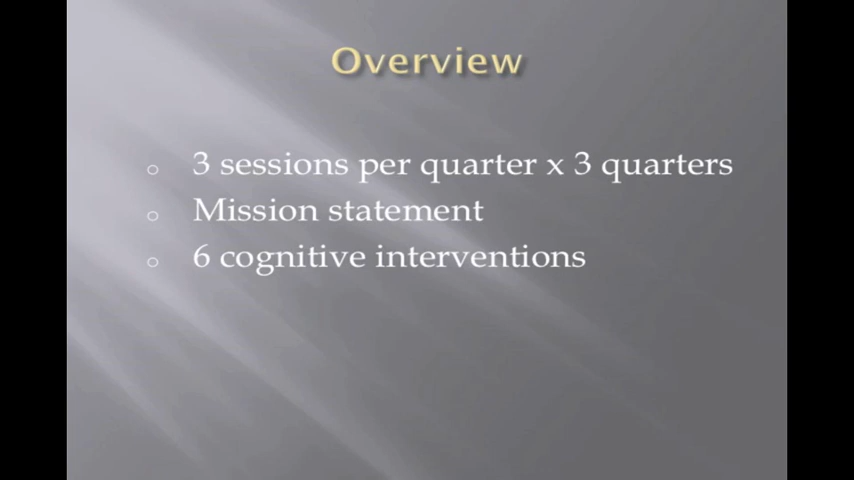 Overview
o 3 sessions per quarter x 3 quarters
o Mission statement
o 6 cognitive interventions